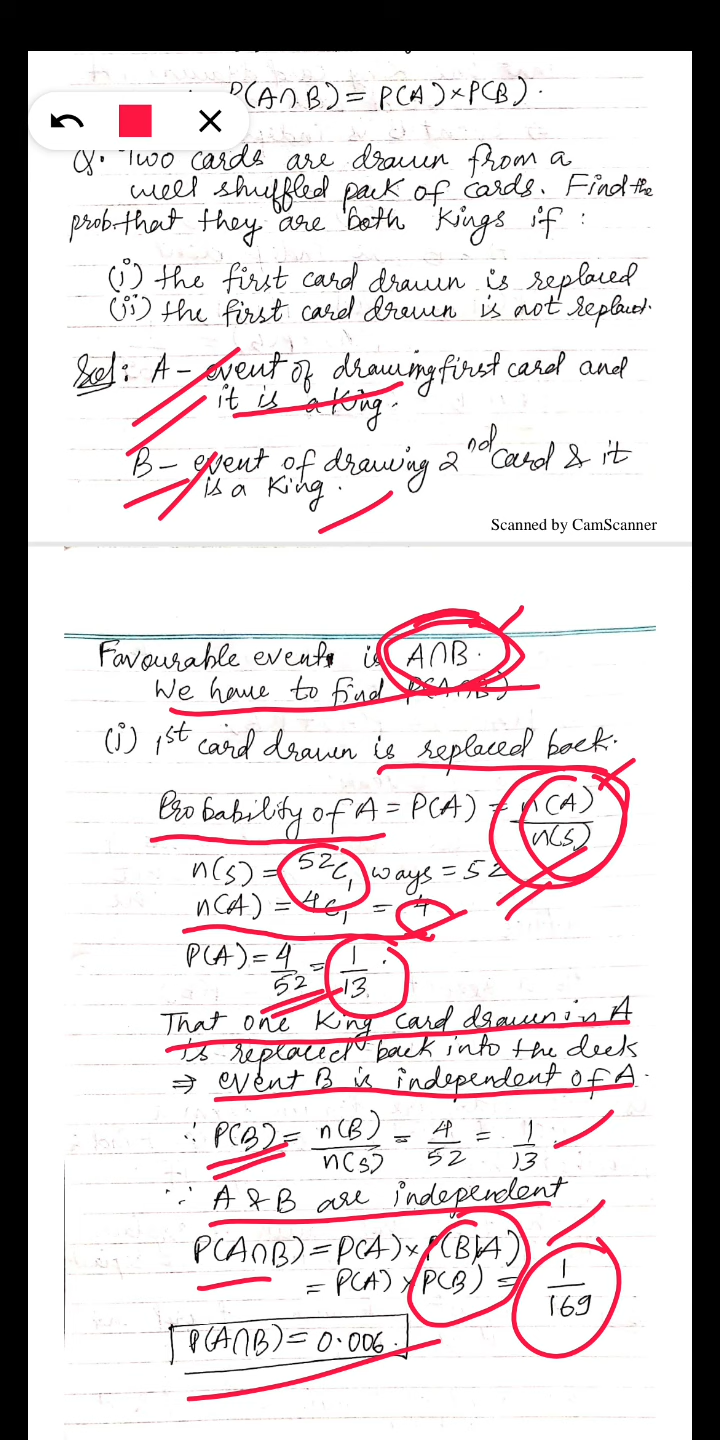 P(A∩B) = P(A)×P(B).
Q. Two cards are drawn from a
well shuffled pack of cards. Find the
prob. that they are both Kings if :
(i) the first card drawn is replaced
(ii) the first card drawn is not replaced.
Sol: A - event of drawing first card and
it is a King.
B - event of drawing 2nd card & it
is a King.
Scanned by CamScanner
Favourable event is A∩B.
We have to find P(A∩B)
(i) 1st card drawn is replaced back.
Probability of A = P(A) = n(A)/n(S)
n(S) = 52C1 ways = 52
n(A) = 4C1 = 4
P(A) = 4/52 = 1/13.
That one King card drawn in A
is replaced back into the deck
⇒ event B is independent of A.
∴ P(B) = n(B)/n(S) = 4/52 = 1/13
∵ A & B are independent
P(A∩B) = P(A) × P(B|A)
= P(A) × P(B) = 1/169
P(A∩B) = 0.006.